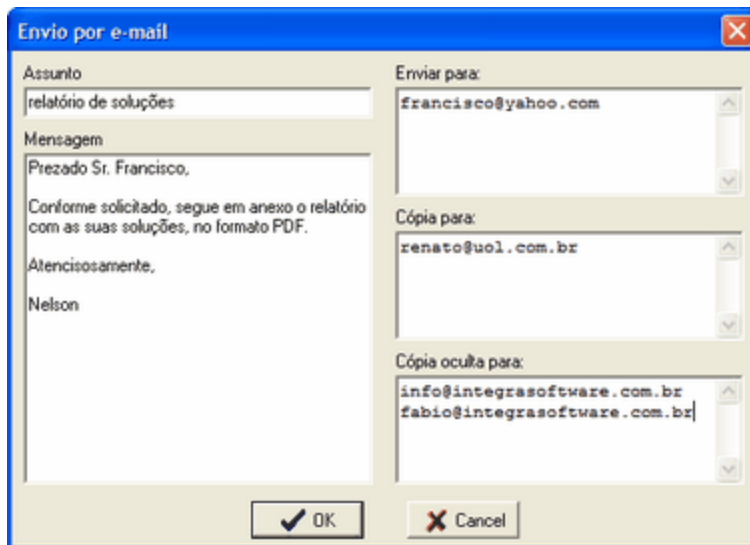 Envio por e-mail
Assunto
relatório de soluções
Mensagem
Prezado Sr. Francisco,
Conforme solicitado, segue em anexo o relatório
com as suas soluções, no formato PDF.
Atencisosamente,
Nelson
Enviar para:
francisco@yahoo.com
Cópia para:
renato@uol.com.br
Cópia oculta para:
info@integrasoftware.com.br
fabio@integrasoftware.com.br
OK
Cancel